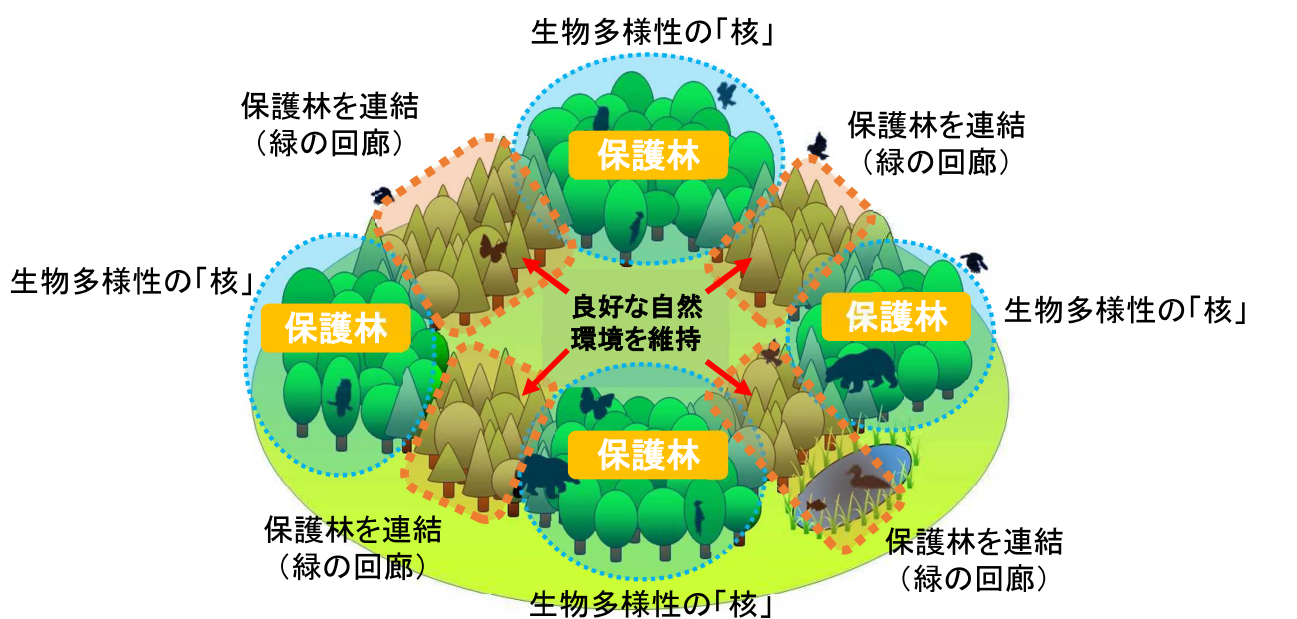 生物多様性の「核」
保護林を連結
（緑の回廊）
保護林を連結
（緑の回廊）
保護林
生物多様性の「核」
保護林
良好な自然
環境を維持
保護林
生物多様性の「核」
保護林
保護林を連結
（緑の回廊）
保護林を連結
（緑の回廊）
生物多様性の「核」